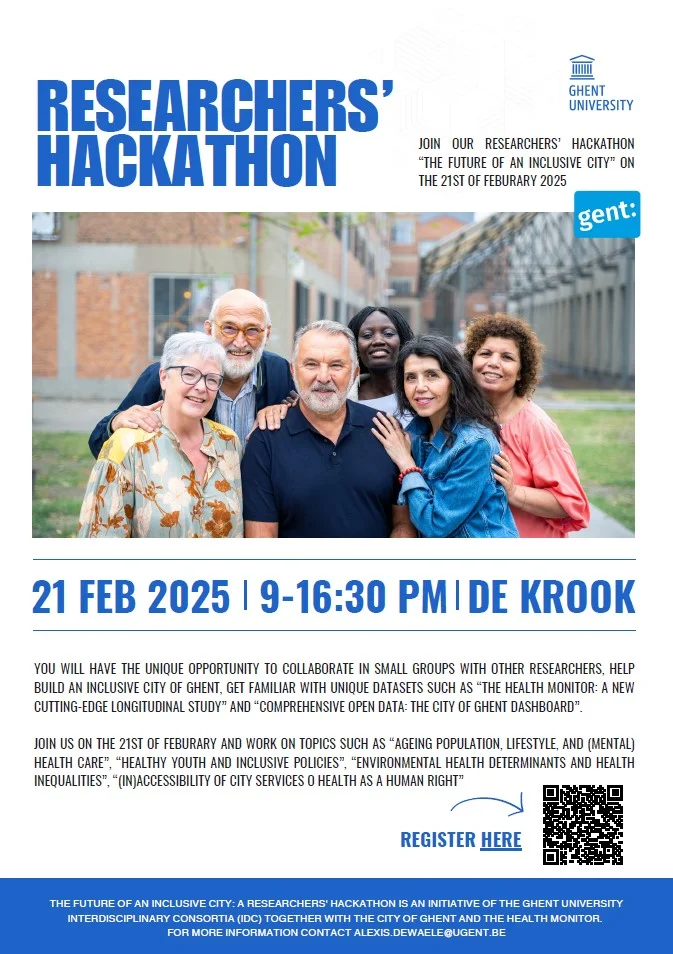 RESEARCHERS'
HACKATHON
GHENT
UNIVERSITY
JOIN OUR RESEARCHERS' HACKATHON
"THE FUTURE OF AN INCLUSIVE CITY" ON
THE 21ST OF FEBURARY 2025
gent:
21 FEB 2025 | 9-16:30 PM | DE KROOK
YOU WILL HAVE THE UNIQUE OPPORTUNITY TO COLLABORATE IN SMALL GROUPS WITH OTHER RESEARCHERS, HELP
BUILD AN INCLUSIVE CITY OF GHENT, GET FAMILIAR WITH UNIQUE DATASETS SUCH AS "THE HEALTH MONITOR: A NEW
CUTTING-EDGE LONGITUDINAL STUDY" AND "COMPREHENSIVE OPEN DATA: THE CITY OF GHENT DASHBOARD".
JOIN US ON THE 21ST OF FEBURARY AND WORK ON TOPICS SUCH AS "AGEING POPULATION, LIFESTYLE, AND (MENTAL)
HEALTH CARE", "HEALTHY YOUTH AND INCLUSIVE POLICIES", "ENVIRONMENTAL HEALTH DETERMINANTS AND HEALTH
INEQUALITIES", "(IN)ACCESSIBILITY OF CITY SERVICES O HEALTH AS A HUMAN RIGHT"
REGISTER HERE
THE FUTURE OF AN INCLUSIVE CITY: A RESEARCHERS' HACKATHON IS AN INITIATIVE OF THE GHENT UNIVERSITY
INTERDISCIPLINARY CONSORTIA (IDC) TOGETHER WITH THE CITY OF GHENT AND THE HEALTH MONITOR.
FOR MORE INFORMATION CONTACT ALEXIS.DEWAELE@UGENT.BE